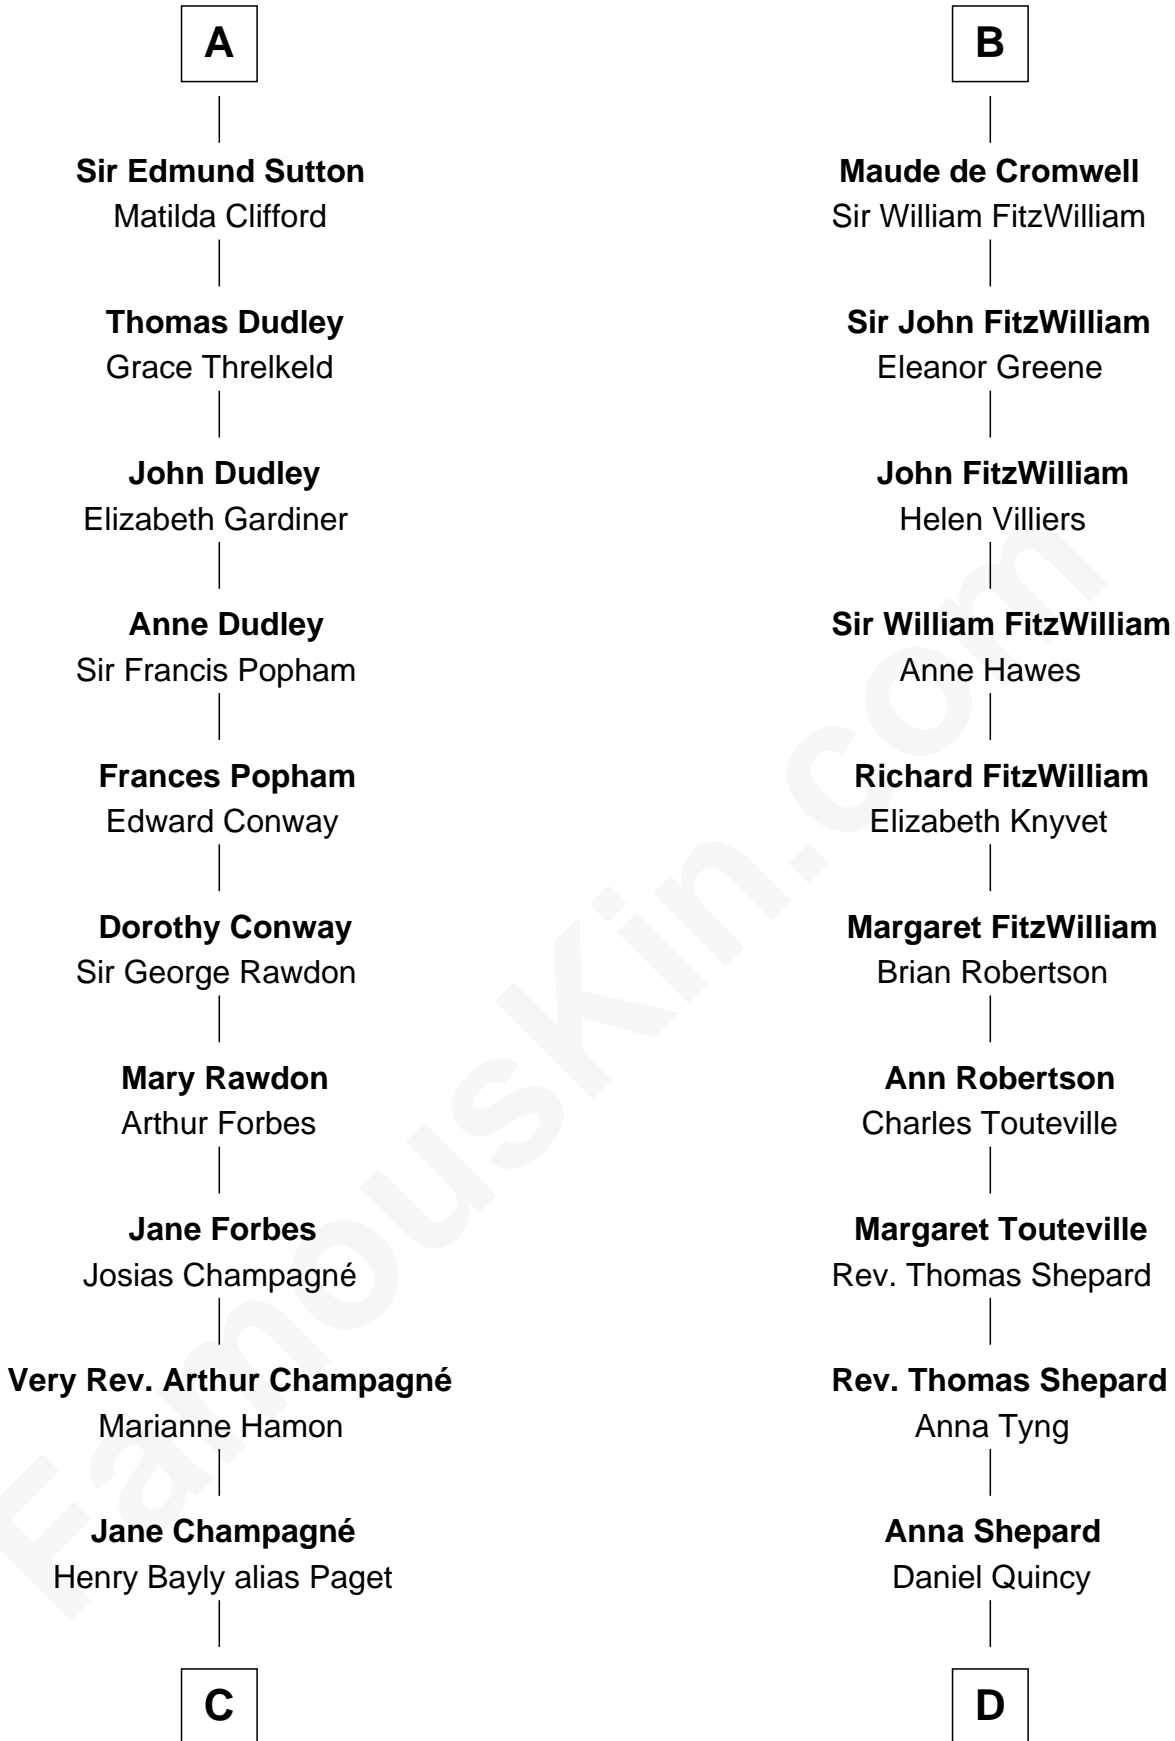 A
Sir Edmund Sutton
Matilda Clifford
Thomas Dudley
Grace Threlkeld
John Dudley
Elizabeth Gardiner
Anne Dudley
Sir Francis Popham
Frances Popham
Edward Conway
Dorothy Conway
Sir George Rawdon
Mary Rawdon
Arthur Forbes
Jane Forbes
Josias Champagné
Very Rev. Arthur Champagné
Marianne Hamon
Jane Champagné
Henry Bayly alias Paget
C
B
Maude de Cromwell
Sir William FitzWilliam
Sir John FitzWilliam
Eleanor Greene
John FitzWilliam
Helen Villiers
Sir William FitzWilliam
Anne Hawes
Richard FitzWilliam
Elizabeth Knyvet
Margaret FitzWilliam
Brian Robertson
Ann Robertson
Charles Touteville
Margaret Touteville
Rev. Thomas Shepard
Rev. Thomas Shepard
Anna Tyng
Anna Shepard
Daniel Quincy
D
FamousKin.com